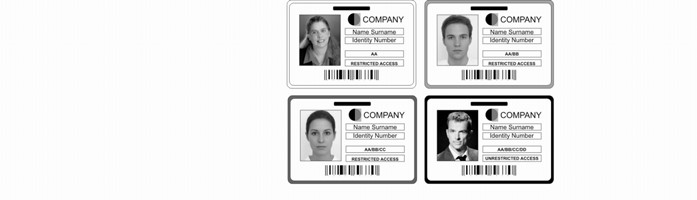 COMPANY
Name Surname
Identity Number
AA
RESTRICTED ACCESS
COMPANY
Name Surname
Identity Number
AA/BB
RESTRICTED ACCESS
COMPANY
Name Surname
Identity Number
AA/BB/CC
RESTRICTED ACCESS
COMPANY
Name Surname
Identity Number
AA/BB/CC/DD
UNRESTRICTED ACCESS